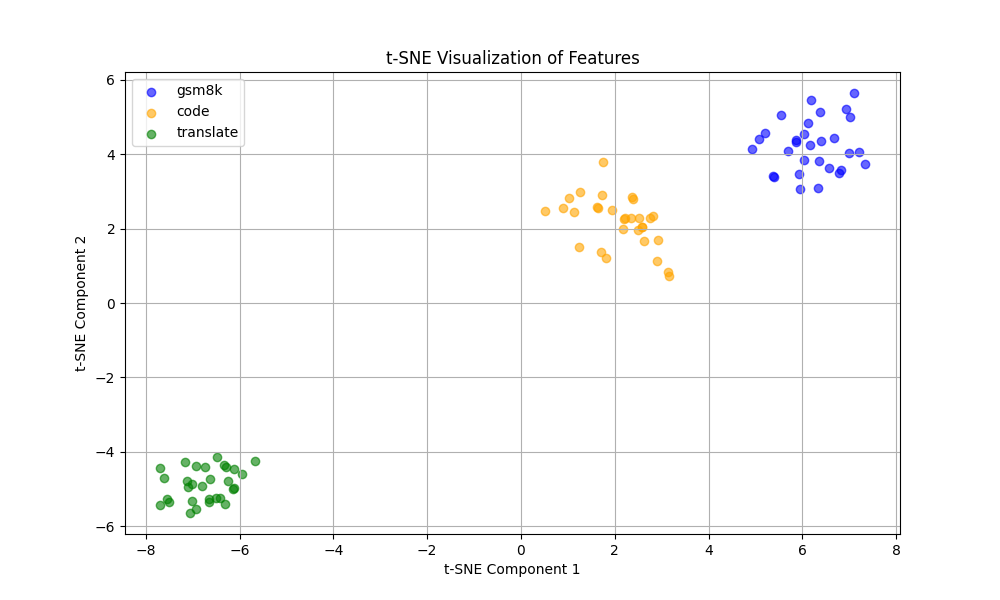 t-SNE Visualization of Features
gsm8k
code
translate
6
4
2
0
−2
−4
−6
t-SNE Component 2
−8
−6
−4
−2
0
2
4
6
8
t-SNE Component 1